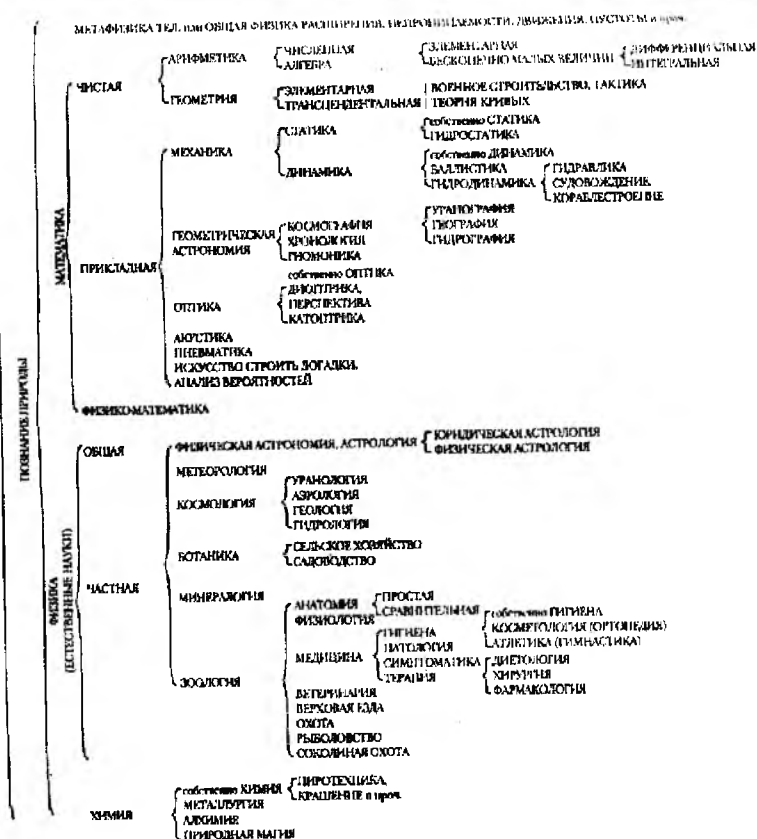 МЕТАФИЗИКА ТЕЛ, или ОБЩАЯ ФИЗИКА РАСШИРЕНИЯ, НЕПРОНИЦАЕМОСТИ, ДВИЖЕНИЯ, ПУСТОТЫ и проч.
АРИФМЕТИКА ЧИСЛЕННАЯ ЭЛЕМЕНТАРНАЯ ДИФФЕРЕНЦИАЛЬНАЯ
АЛГЕБРА БЕСКОНЕЧНО МАЛЫХ ВЕЛИЧИН ИНТЕГРАЛЬНАЯ
ЧИСТАЯ
ГЕОМЕТРИЯ ЭЛЕМЕНТАРНАЯ ВОЕННОЕ СТРОИТЕЛЬСТВО, ТАКТИКА
ТРАНСЦЕНДЕНТАЛЬНАЯ ТЕОРИЯ КРИВЫХ
СТАТИКА собственно СТАТИКА
ГИДРОСТАТИКА
МЕХАНИКА
собственно ДИНАМИКА
ДИНАМИКА БАЛЛИСТИКА ГИДРАВЛИКА
ГИДРОДИНАМИКА СУДОВОЖДЕНИЕ,
КОРАБЛЕСТРОЕНИЕ
МАТЕМАТИКА
УРАНОГРАФИЯ
ГЕОМЕТРИЧЕСКАЯ КОСМОГРАФИЯ ГЕОГРАФИЯ
АСТРОНОМИЯ ХРОНОЛОГИЯ ГИДРОГРАФИЯ
ГНОМОНИКА
ПРИКЛАДНАЯ
собственно ОПТИКА
ДИОПТРИКА,
ОПТИКА ПЕРСПЕКТИВА
КАТОПТРИКА
АКУСТИКА
ПНЕВМАТИКА
ИСКУССТВО СТРОИТЬ ДОГАДКИ.
АНАЛИЗ ВЕРОЯТНОСТЕЙ
ФИЗИКО-МАТЕМАТИКА
ПОЗНАНИЕ ПРИРОДЫ
ОБЩАЯ ФИЗИЧЕСКАЯ АСТРОНОМИЯ, АСТРОЛОГИЯ ЮРИДИЧЕСКАЯ АСТРОЛОГИЯ
ФИЗИЧЕСКАЯ АСТРОЛОГИЯ
МЕТЕОРОЛОГИЯ
УРАНОЛОГИЯ
КОСМОЛОГИЯ АЭРОЛОГИЯ
ГЕОЛОГИЯ
ГИДРОЛОГИЯ
БОТАНИКА СЕЛЬСКОЕ ХОЗЯЙСТВО
САДОВОДСТВО
ФИЗИКА
(ЕСТЕСТВЕННЫЕ НАУКИ)
ЧАСТНАЯ
МИНЕРАЛОГИЯ
АНАТОМИЯ ПРОСТАЯ
СРАВНИТЕЛЬНАЯ
ФИЗИОЛОГИЯ
собственно ГИГИЕНА
ГИГИЕНА КОСМЕТОЛОГИЯ (ОРТОПЕДИЯ)
ПАТОЛОГИЯ АТЛЕТИКА (ГИМНАСТИКА)
МЕДИЦИНА СИМПТОМАТИКА ДИЕТОЛОГИЯ
ТЕРАПИЯ ХИРУРГИЯ
ФАРМАКОЛОГИЯ
ЗООЛОГИЯ
ВЕТЕРИНАРИЯ
ВЕРХОВАЯ ЕЗДА
ОХОТА
РЫБОЛОВСТВО
СОКОЛИНАЯ ОХОТА
собственно ХИМИЯ ПИРОТЕХНИКА,
КРАШЕНИЕ и проч.
МЕТАЛЛУРГИЯ
ХИМИЯ АЛХИМИЯ
ПРИРОДНАЯ МАГИЯ